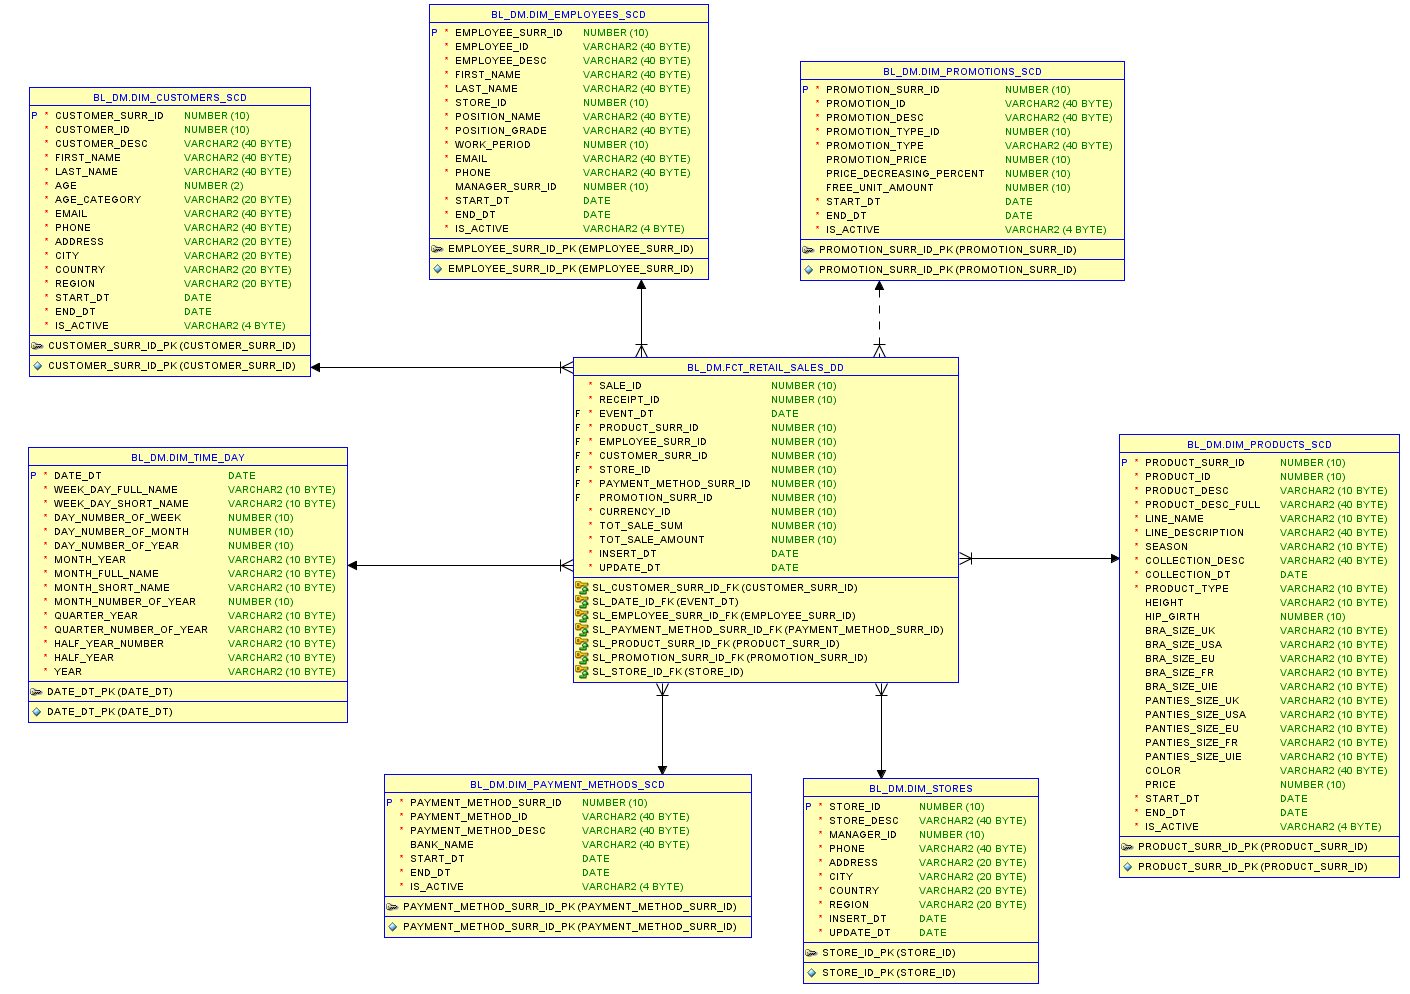 BL_DM.DIM_EMPLOYEES_SCD
P * EMPLOYEE_SURR_ID NUMBER (10)
* EMPLOYEE_ID VARCHAR2 (40 BYTE)
* EMPLOYEE_DESC VARCHAR2 (40 BYTE)
* FIRST_NAME VARCHAR2 (40 BYTE)
* LAST_NAME VARCHAR2 (40 BYTE)
* STORE_ID NUMBER (10)
* POSITION_NAME VARCHAR2 (40 BYTE)
* POSITION_GRADE VARCHAR2 (40 BYTE)
* WORK_PERIOD NUMBER (10)
* EMAIL VARCHAR2 (40 BYTE)
* PHONE VARCHAR2 (40 BYTE)
MANAGER_SURR_ID NUMBER (10)
* START_DT DATE
* END_DT DATE
* IS_ACTIVE VARCHAR2 (4 BYTE)
EMPLOYEE_SURR_ID_PK (EMPLOYEE_SURR_ID)
EMPLOYEE_SURR_ID_PK (EMPLOYEE_SURR_ID)
BL_DM.DIM_PROMOTIONS_SCD
P * PROMOTION_SURR_ID NUMBER (10)
* PROMOTION_ID VARCHAR2 (40 BYTE)
* PROMOTION_DESC VARCHAR2 (40 BYTE)
* PROMOTION_TYPE_ID NUMBER (10)
* PROMOTION_TYPE VARCHAR2 (40 BYTE)
PROMOTION_PRICE NUMBER (10)
PRICE_DECREASING_PERCENT NUMBER (10)
FREE_UNIT_AMOUNT NUMBER (10)
* START_DT DATE
* END_DT DATE
* IS_ACTIVE VARCHAR2 (4 BYTE)
PROMOTION_SURR_ID_PK (PROMOTION_SURR_ID)
PROMOTION_SURR_ID_PK (PROMOTION_SURR_ID)
BL_DM.DIM_CUSTOMERS_SCD
P * CUSTOMER_SURR_ID NUMBER (10)
* CUSTOMER_ID NUMBER (10)
* CUSTOMER_DESC VARCHAR2 (40 BYTE)
* FIRST_NAME VARCHAR2 (40 BYTE)
* LAST_NAME VARCHAR2 (40 BYTE)
* AGE NUMBER (2)
* AGE_CATEGORY VARCHAR2 (20 BYTE)
* EMAIL VARCHAR2 (40 BYTE)
* PHONE VARCHAR2 (40 BYTE)
* ADDRESS VARCHAR2 (20 BYTE)
* CITY VARCHAR2 (20 BYTE)
* COUNTRY VARCHAR2 (20 BYTE)
* REGION VARCHAR2 (20 BYTE)
* START_DT DATE
* END_DT DATE
* IS_ACTIVE VARCHAR2 (4 BYTE)
CUSTOMER_SURR_ID_PK (CUSTOMER_SURR_ID)
CUSTOMER_SURR_ID_PK (CUSTOMER_SURR_ID)
BL_DM.FCT_RETAIL_SALES_DD
* SALE_ID NUMBER (10)
* RECEIPT_ID NUMBER (10)
F * EVENT_DT DATE
F * PRODUCT_SURR_ID NUMBER (10)
F * EMPLOYEE_SURR_ID NUMBER (10)
F * CUSTOMER_SURR_ID NUMBER (10)
F * STORE_ID NUMBER (10)
F * PAYMENT_METHOD_SURR_ID NUMBER (10)
F PROMOTION_SURR_ID NUMBER (10)
* CURRENCY_ID NUMBER (10)
* TOT_SALE_SUM NUMBER (10)
* TOT_SALE_AMOUNT NUMBER (10)
* INSERT_DT DATE
* UPDATE_DT DATE
SL_CUSTOMER_SURR_ID_FK (CUSTOMER_SURR_ID)
SL_DATE_ID_FK (EVENT_DT)
SL_EMPLOYEE_SURR_ID_FK (EMPLOYEE_SURR_ID)
SL_PAYMENT_METHOD_SURR_ID_FK (PAYMENT_METHOD_SURR_ID)
SL_PRODUCT_SURR_ID_FK (PRODUCT_SURR_ID)
SL_PROMOTION_SURR_ID_FK (PROMOTION_SURR_ID)
SL_STORE_ID_FK (STORE_ID)
BL_DM.DIM_TIME_DAY
P * DATE_DT DATE
* WEEK_DAY_FULL_NAME VARCHAR2 (10 BYTE)
* WEEK_DAY_SHORT_NAME VARCHAR2 (10 BYTE)
* DAY_NUMBER_OF_WEEK NUMBER (10)
* DAY_NUMBER_OF_MONTH NUMBER (10)
* DAY_NUMBER_OF_YEAR NUMBER (10)
* MONTH_YEAR VARCHAR2 (10 BYTE)
* MONTH_FULL_NAME VARCHAR2 (10 BYTE)
* MONTH_SHORT_NAME VARCHAR2 (10 BYTE)
* MONTH_NUMBER_OF_YEAR NUMBER (10)
* QUARTER_YEAR VARCHAR2 (10 BYTE)
* QUARTER_NUMBER_OF_YEAR VARCHAR2 (10 BYTE)
* HALF_YEAR_NUMBER VARCHAR2 (10 BYTE)
* HALF_YEAR VARCHAR2 (10 BYTE)
* YEAR VARCHAR2 (10 BYTE)
DATE_DT_PK (DATE_DT)
DATE_DT_PK (DATE_DT)
BL_DM.DIM_PRODUCTS_SCD
P * PRODUCT_SURR_ID NUMBER (10)
* PRODUCT_ID NUMBER (10)
* PRODUCT_DESC VARCHAR2 (10 BYTE)
* PRODUCT_DESC_FULL VARCHAR2 (40 BYTE)
* LINE_NAME VARCHAR2 (10 BYTE)
* LINE_DESCRIPTION VARCHAR2 (40 BYTE)
* SEASON VARCHAR2 (10 BYTE)
* COLLECTION_DESC VARCHAR2 (40 BYTE)
* COLLECTION_DT DATE
* PRODUCT_TYPE VARCHAR2 (40 BYTE)
HEIGHT VARCHAR2 (10 BYTE)
HIP_GIRTH NUMBER (10)
BRA_SIZE_UK VARCHAR2 (10 BYTE)
BRA_SIZE_USA VARCHAR2 (10 BYTE)
BRA_SIZE_EU VARCHAR2 (10 BYTE)
BRA_SIZE_FR VARCHAR2 (10 BYTE)
BRA_SIZE_UIE VARCHAR2 (10 BYTE)
PANTIES_SIZE_UK VARCHAR2 (10 BYTE)
PANTIES_SIZE_USA VARCHAR2 (10 BYTE)
PANTIES_SIZE_EU VARCHAR2 (10 BYTE)
PANTIES_SIZE_FR VARCHAR2 (10 BYTE)
PANTIES_SIZE_UIE VARCHAR2 (10 BYTE)
COLOR VARCHAR2 (40 BYTE)
PRICE NUMBER (10)
* START_DT DATE
* END_DT DATE
* IS_ACTIVE VARCHAR2 (4 BYTE)
PRODUCT_SURR_ID_PK (PRODUCT_SURR_ID)
PRODUCT_SURR_ID_PK (PRODUCT_SURR_ID)
BL_DM.DIM_PAYMENT_METHODS_SCD
P * PAYMENT_METHOD_SURR_ID NUMBER (10)
* PAYMENT_METHOD_ID VARCHAR2 (40 BYTE)
* PAYMENT_METHOD_DESC VARCHAR2 (40 BYTE)
BANK_NAME VARCHAR2 (40 BYTE)
* START_DT DATE
* END_DT DATE
* IS_ACTIVE VARCHAR2 (4 BYTE)
PAYMENT_METHOD_SURR_ID_PK (PAYMENT_METHOD_SURR_ID)
PAYMENT_METHOD_SURR_ID_PK (PAYMENT_METHOD_SURR_ID)
BL_DM.DIM_STORES
P * STORE_ID NUMBER (10)
* STORE_DESC VARCHAR2 (40 BYTE)
* MANAGER_ID NUMBER (10)
* PHONE VARCHAR2 (40 BYTE)
* ADDRESS VARCHAR2 (20 BYTE)
* CITY VARCHAR2 (20 BYTE)
* COUNTRY VARCHAR2 (20 BYTE)
* REGION VARCHAR2 (20 BYTE)
* INSERT_DT DATE
* UPDATE_DT DATE
STORE_ID_PK (STORE_ID)
STORE_ID_PK (STORE_ID)